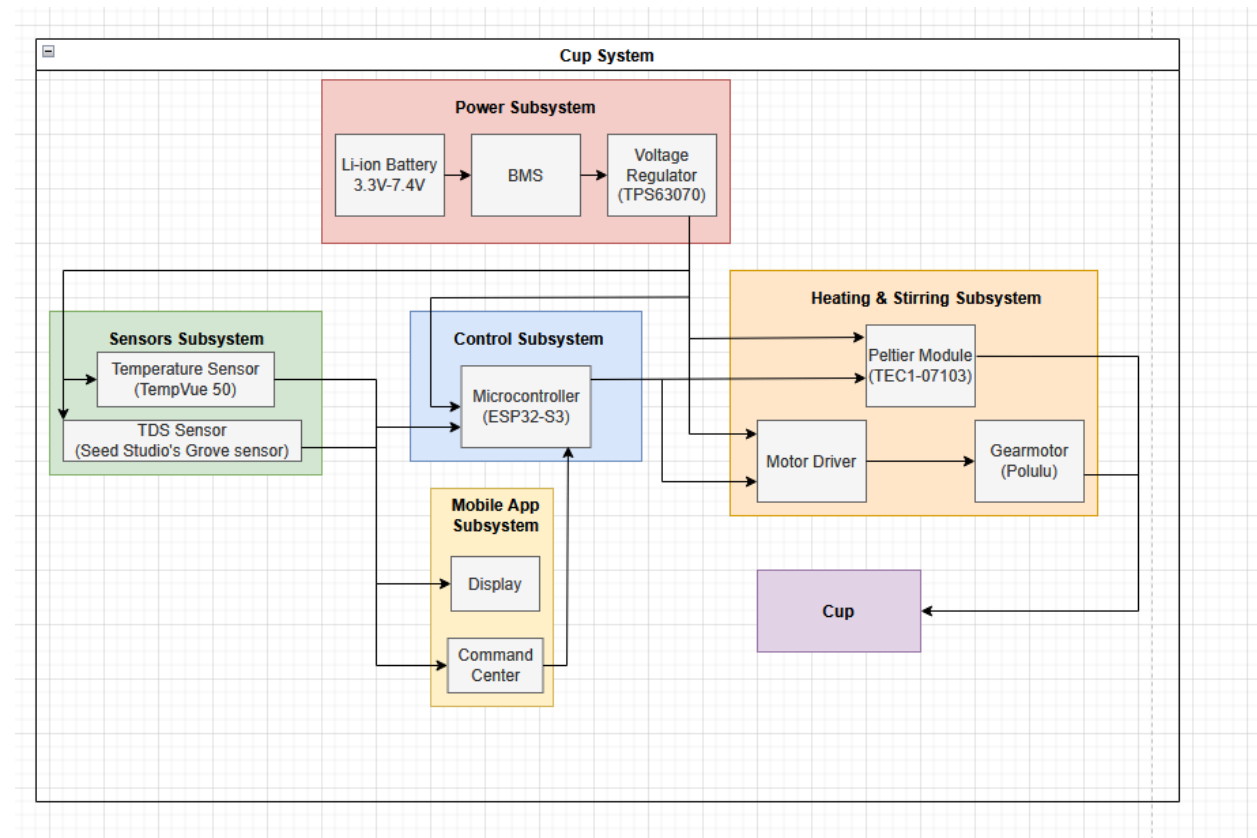 Cup System
Power Subsystem
Li-ion Battery
3.3V-7.4V
BMS
Voltage
Regulator
(TPS63070)
Sensors Subsystem
Temperature Sensor
(TempVue 50)
TDS Sensor
(Seed Studio's Grove sensor)
Control Subsystem
Microcontroller
(ESP32-S3)
Heating & Stirring Subsystem
Peltier Module
(TEC1-07103)
Motor Driver
Gearmotor
(Polulu)
Mobile App
Subsystem
Display
Command
Center
Cup